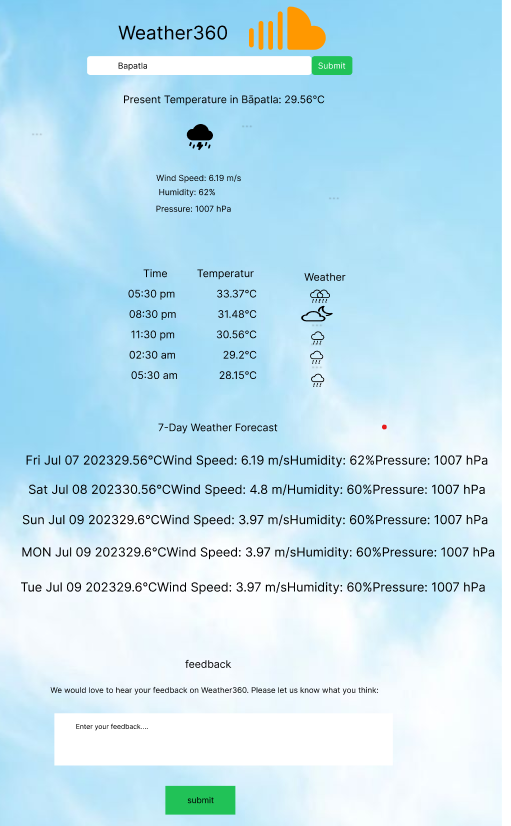 Weather360
Bapatla
Submit
Present Temperature in Bāpatla: 29.56°C
Wind Speed: 6.19 m/s
Humidity: 62%
Pressure: 1007 hPa
Time Temperatur Weather
05:30 pm 33.37°C
08:30 pm 31.48°C
11:30 pm 30.56°C
02:30 am 29.2°C
05:30 am 28.15°C
7-Day Weather Forecast
Fri Jul 07 202329.56°CWind Speed: 6.19 m/sHumidity: 62%Pressure: 1007 hPa
Sat Jul 08 202330.56°CWind Speed: 4.8 m/Humidity: 60%Pressure: 1007 hPa
Sun Jul 09 202329.6°CWind Speed: 3.97 m/sHumidity: 60%Pressure: 1007 hPa
MON Jul 09 202329.6°CWind Speed: 3.97 m/sHumidity: 60%Pressure: 1007 hPa
Tue Jul 09 202329.6°CWind Speed: 3.97 m/sHumidity: 60%Pressure: 1007 hPa
feedback
We would love to hear your feedback on Weather360. Please let us know what you think:
Enter your feedback....
submit